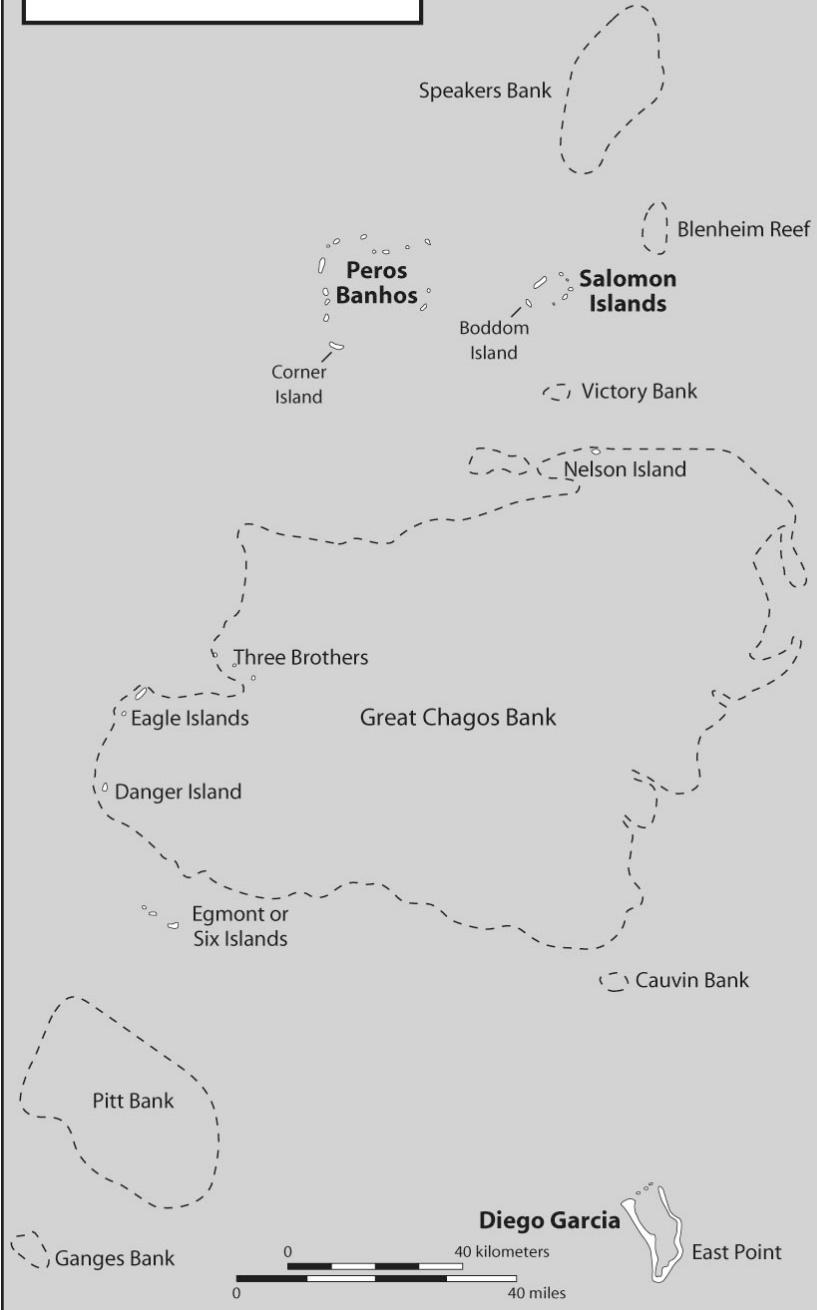 Speakers Bank
Blenheim Reef
Peros
Banhos
Salomon
Islands
Boddom
Island
Corner
Island
Victory Bank
Nelson Island
Three Brothers
Great Chagos Bank
Eagle Islands
Danger Island
Egmont or
Six Islands
Cauvin Bank
Pitt Bank
Diego Garcia
East Point
Ganges Bank
0 40 kilometers
0 40 miles